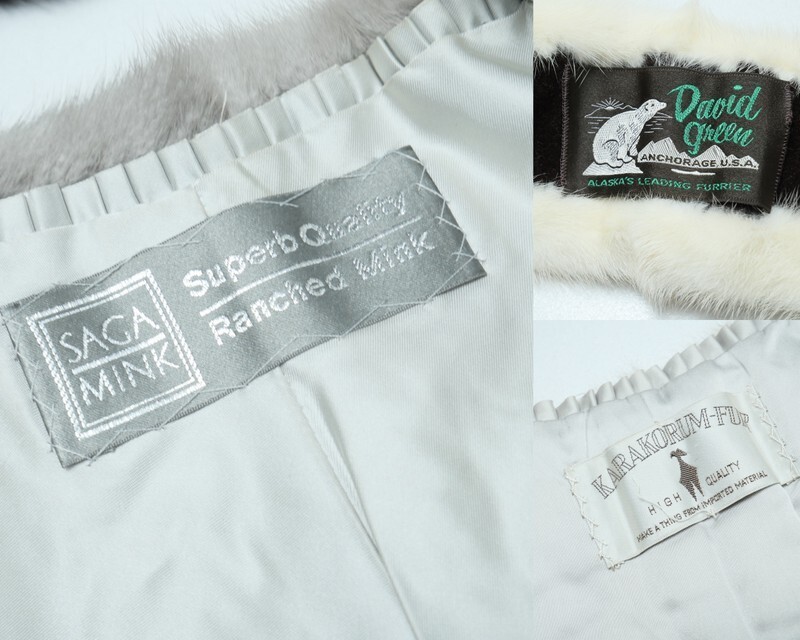 SAGA
MINK
Superb Quality
Ranched Mink
David
green
ANCHORAGE, U.S.A.
ALASKA'S LEADING FURRIER
KARAKORUM-FUR
HIGH QUALITY
MAKE A THING FROM IMPORTED MATERIAL